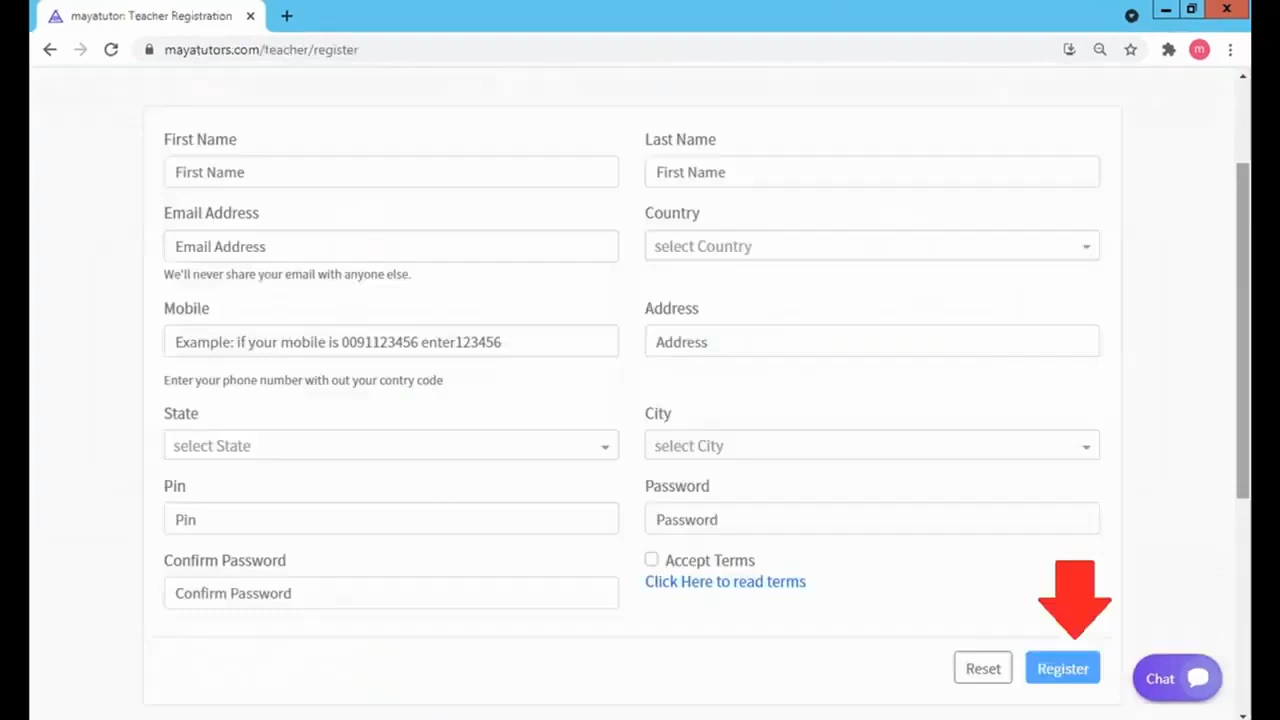 mayatutor: Teacher Registration
mayatutors.com/teacher/register
m
First Name
Last Name
First Name
First Name
Email Address
Country
Email Address
select Country
We'll never share your email with anyone else.
Mobile
Address
Example: if your mobile is 0091123456 enter123456
Address
Enter your phone number with out your contry code
State
City
select State
select City
Pin
Password
Pin
Password
Confirm Password
Accept Terms
Click Here to read terms
Confirm Password
Reset
Register
Chat